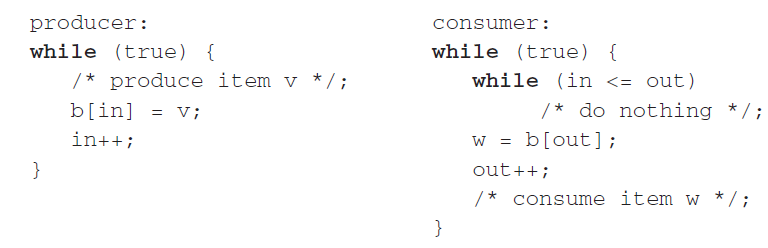 producer:
while (true) {
/* produce item v */;
b[in] = v;
in++;
}
consumer:
while (true) {
while (in <= out)
/* do nothing */;
w = b[out];
out++;
/* consume item w */;
}